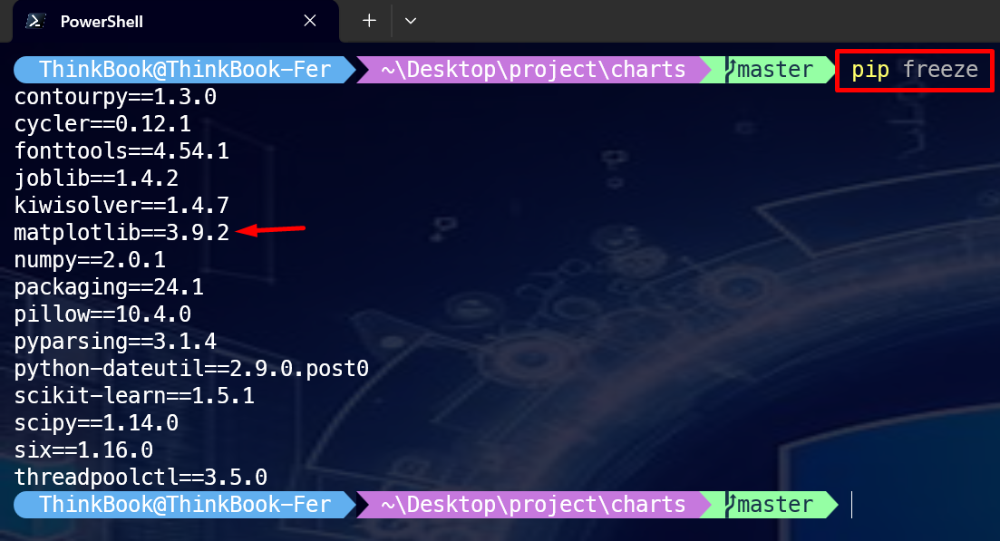 PowerShell
ThinkBook@ThinkBook-Fer ~\Desktop\project\charts master pip freeze
contourpy==1.3.0
cycler==0.12.1
fonttools==4.54.1
joblib==1.4.2
kiwisolver==1.4.7
matplotlib==3.9.2
numpy==2.0.1
packaging==24.1
pillow==10.4.0
pyparsing==3.1.4
python-dateutil==2.9.0.post0
scikit-learn==1.5.1
scipy==1.14.0
six==1.16.0
threadpoolctl==3.5.0
ThinkBook@ThinkBook-Fer ~\Desktop\project\charts master